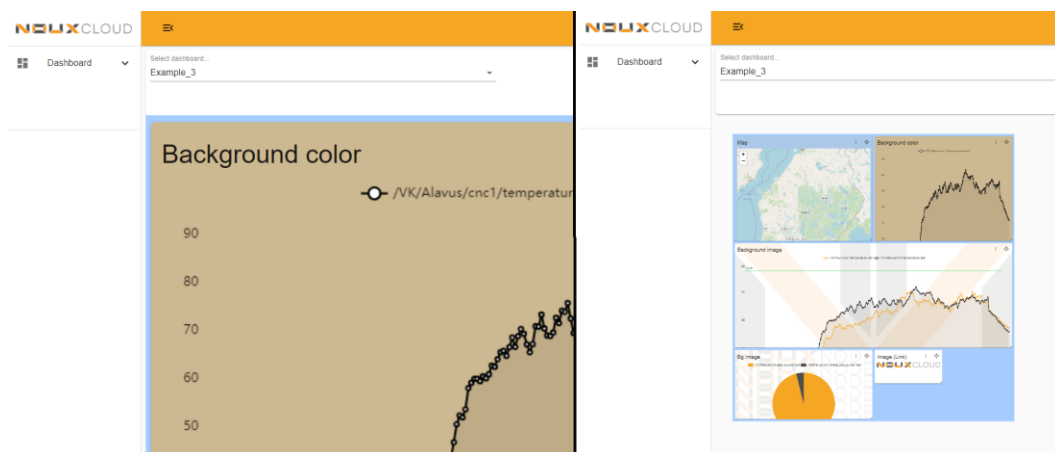 NOUXCLOUD
Dashboard
Select dashboard...
Example_3
Background color
/VK/Alavus/cnc1/temperatur
90
80
70
60
50
NOUXCLOUD
Dashboard
Select dashboard...
Example_3
Map
+
-
Background color
Background image
Bg Image
Image (Link)
NOUXCLOUD